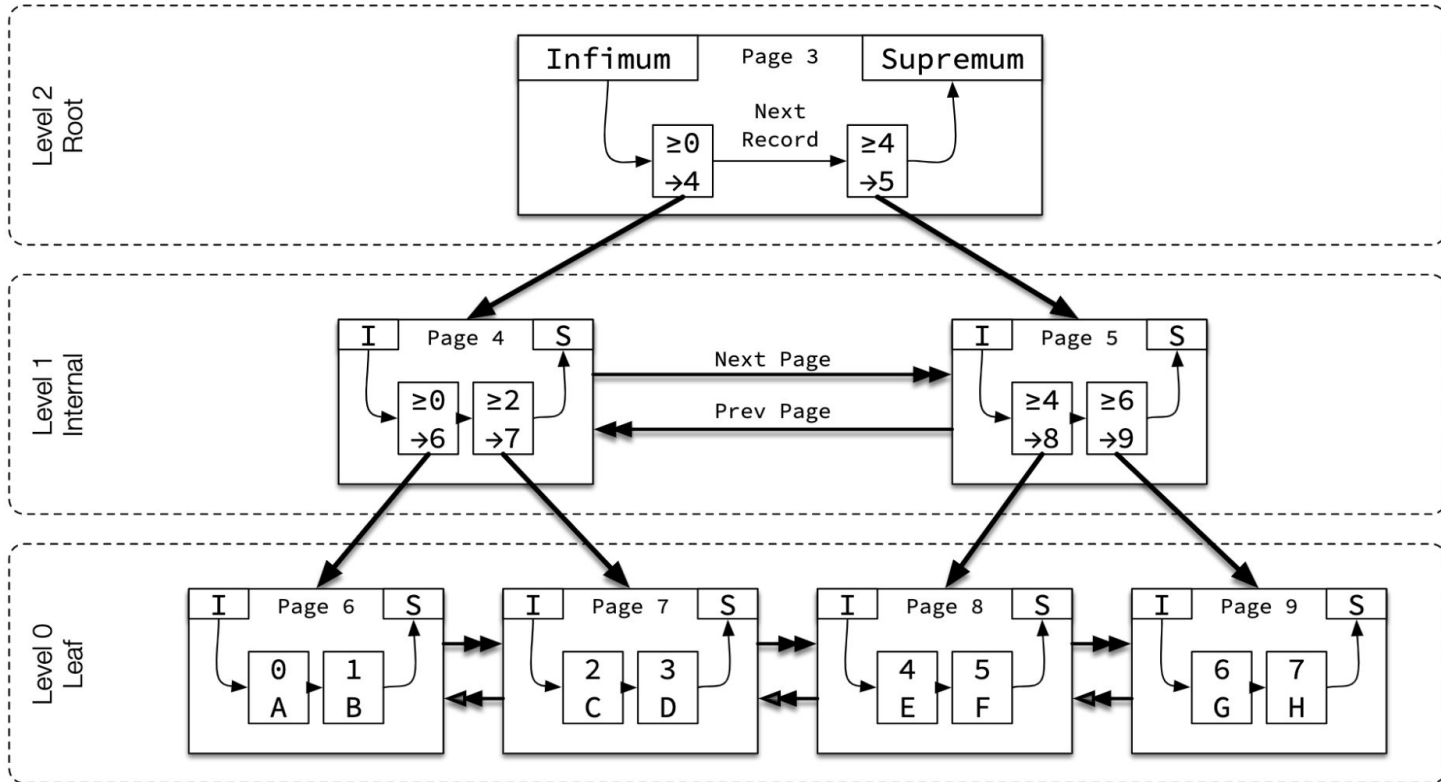 Level 2
Root
Infimum
Page 3
Supremum
Next
Record
≥0
→4
≥4
→5
Level 1
Internal
I
Page 4
S
≥0
→6
≥2
→7
Next Page
Prev Page
I
Page 5
S
≥4
→8
≥6
→9
Level 0
Leaf
I
Page 6
S
0
A
1
B
I
Page 7
S
2
C
3
D
I
Page 8
S
4
E
5
F
I
Page 9
S
6
G
7
H